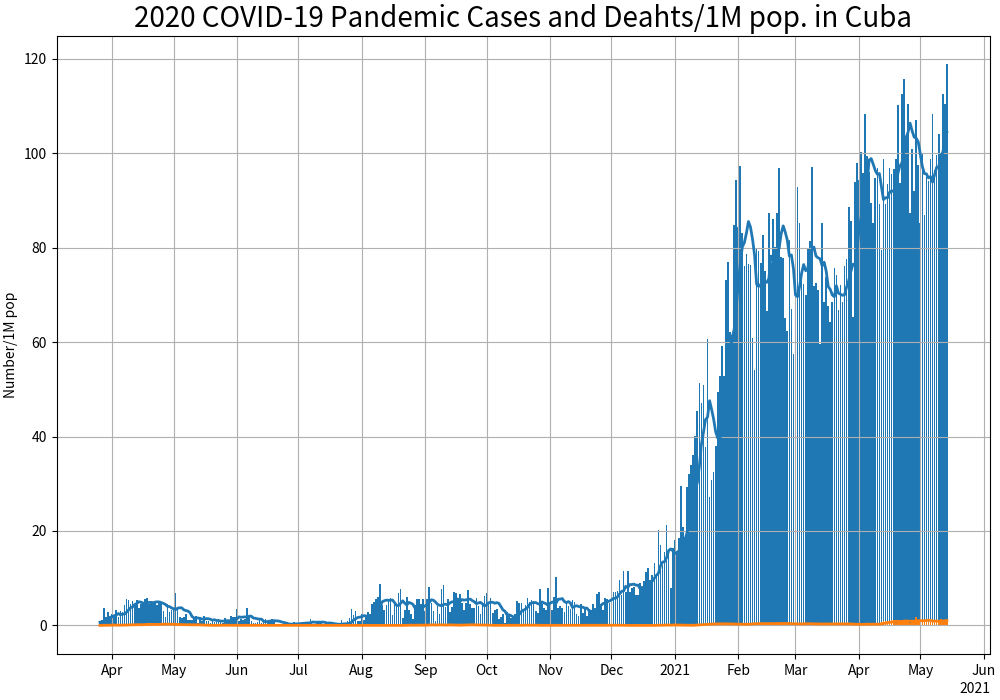 2020 COVID-19 Pandemic Cases and Deahts/1M pop. in Cuba
Number/1M pop
120
100
80
60
40
20
0
Apr May Jun Jul Aug Sep Oct Nov Dec 2021 Feb Mar Apr May Jun
2021